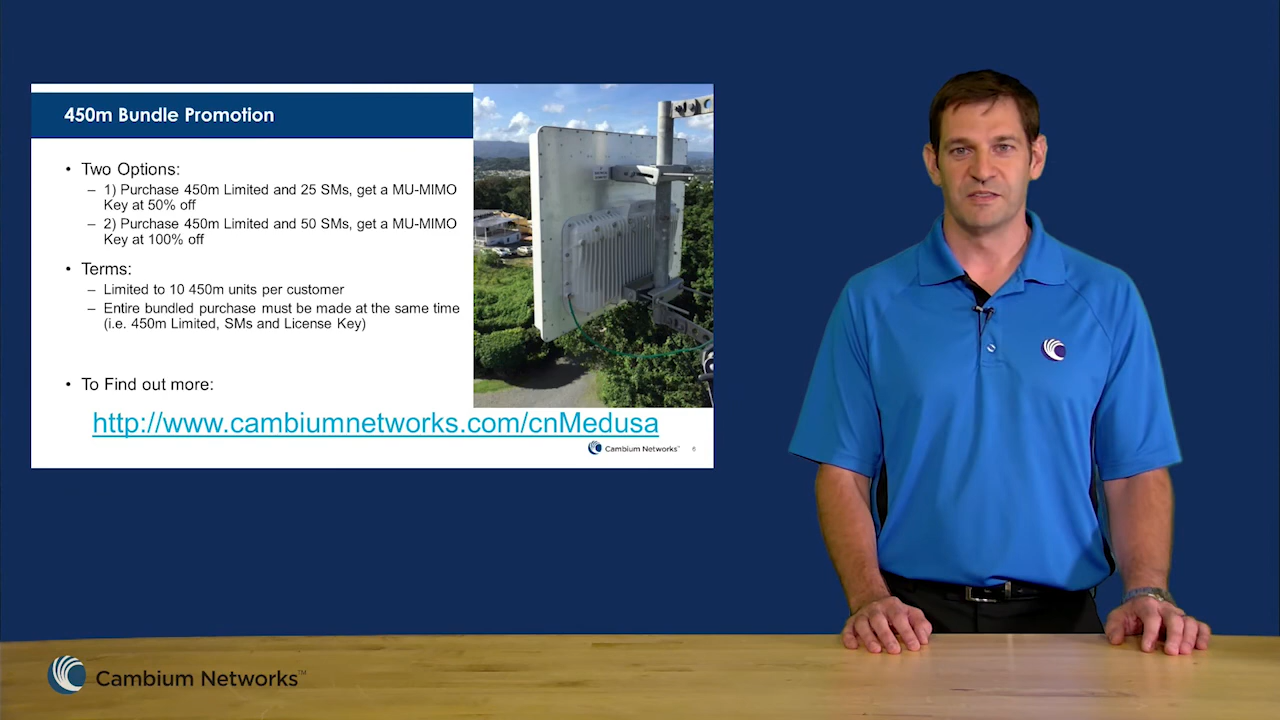 450m Bundle Promotion
• Two Options:
– 1) Purchase 450m Limited and 25 SMs, get a MU-MIMO
Key at 50% off
– 2) Purchase 450m Limited and 50 SMs, get a MU-MIMO
Key at 100% off
• Terms:
– Limited to 10 450m units per customer
– Entire bundled purchase must be made at the same time
(i.e. 450m Limited, SMs and License Key)
• To Find out more:
http://www.cambiumnetworks.com/cnMedusa
Cambium Networks™
6
Cambium Networks™